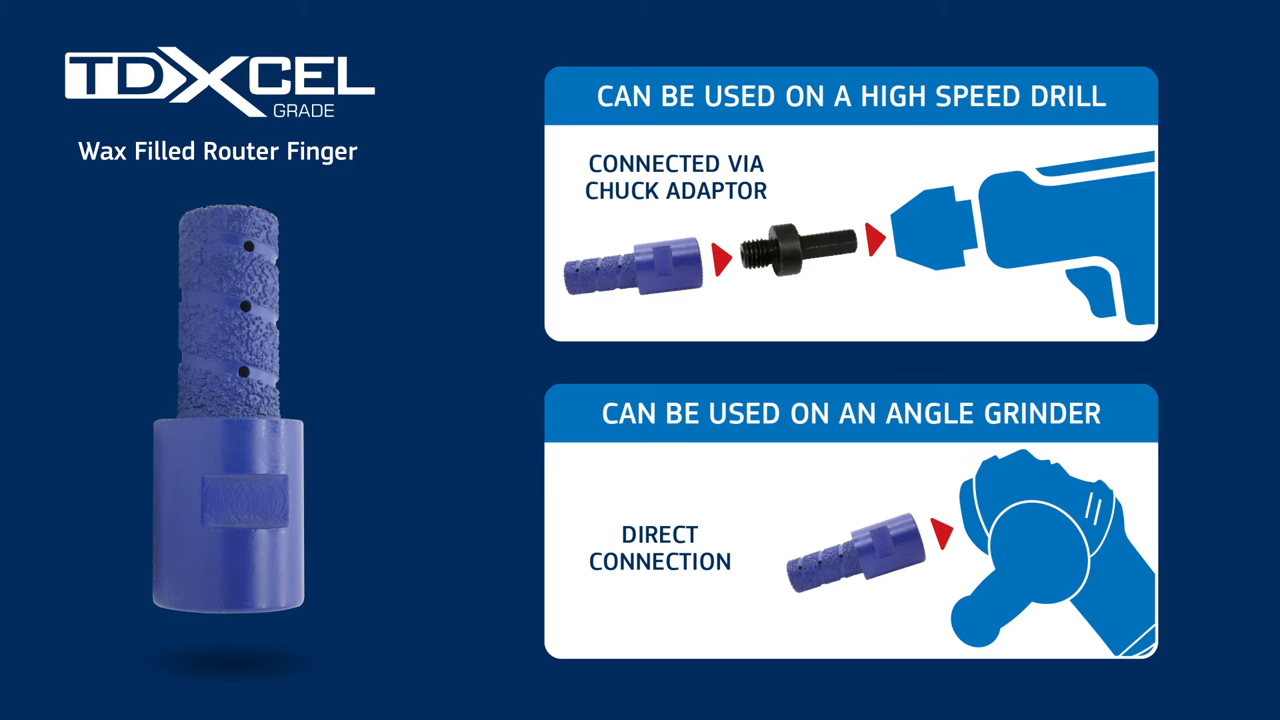 TDXCEL
GRADE
Wax Filled Router Finger
CAN BE USED ON A HIGH SPEED DRILL
CONNECTED VIA
CHUCK ADAPTOR
CAN BE USED ON AN ANGLE GRINDER
DIRECT
CONNECTION